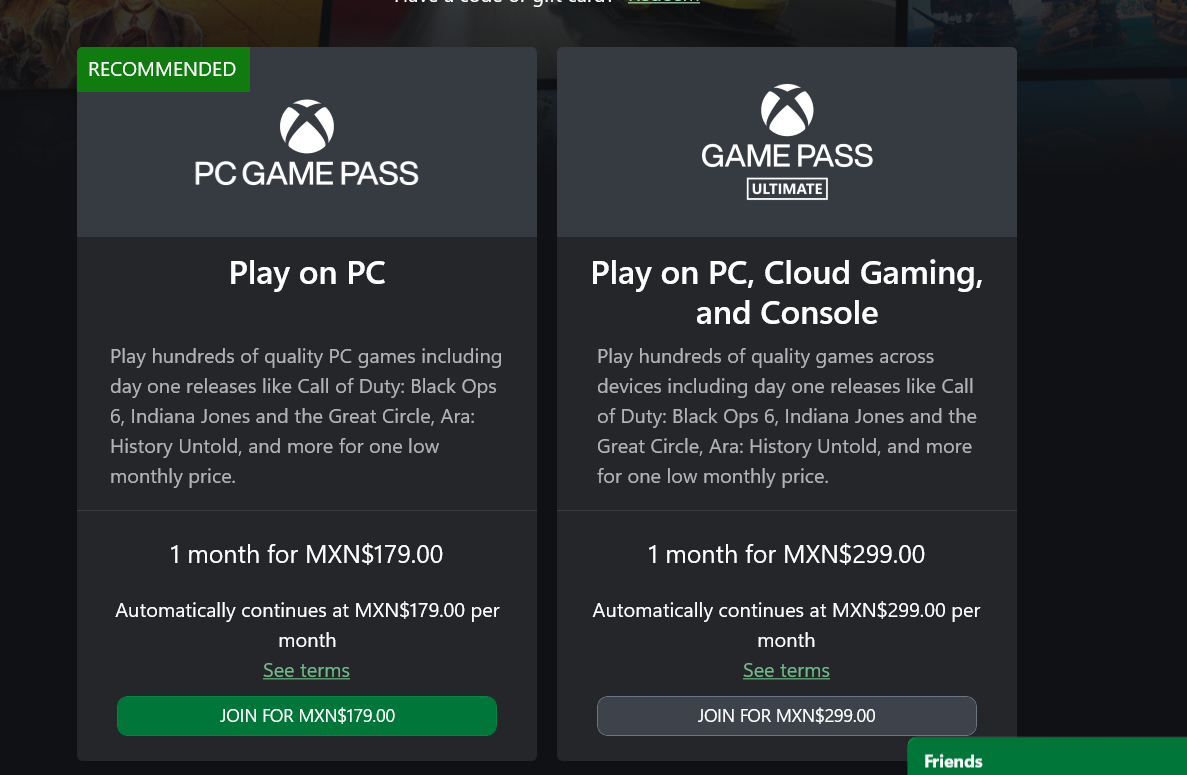 Have a code or gift card? Redeem
RECOMMENDED
PC GAME PASS
Play on PC
Play hundreds of quality PC games including
day one releases like Call of Duty: Black Ops
6, Indiana Jones and the Great Circle, Ara:
History Untold, and more for one low
monthly price.
1 month for MXN$179.00
Automatically continues at MXN$179.00 per
month
See terms
JOIN FOR MXN$179.00
GAME PASS
ULTIMATE
Play on PC, Cloud Gaming,
and Console
Play hundreds of quality games across
devices including day one releases like Call
of Duty: Black Ops 6, Indiana Jones and the
Great Circle, Ara: History Untold, and more
for one low monthly price.
1 month for MXN$299.00
Automatically continues at MXN$299.00 per
month
See terms
JOIN FOR MXN$299.00
Friends